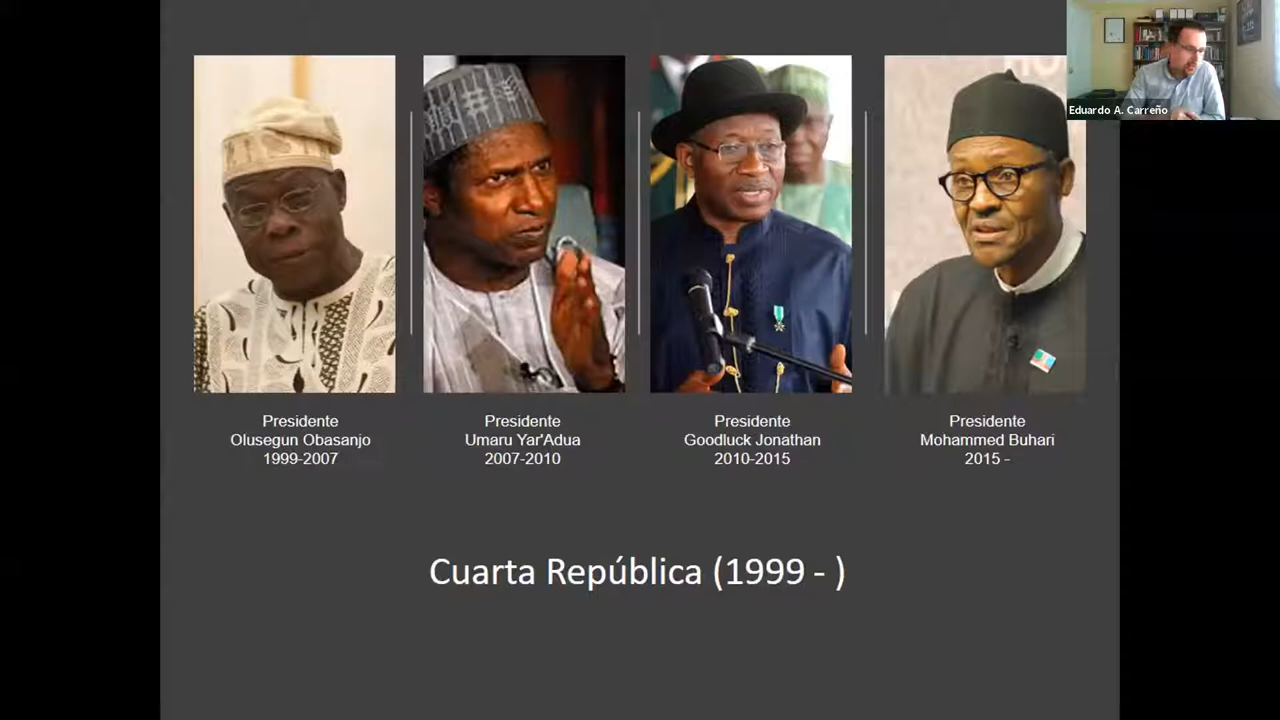 Eduardo A. Carreño
Presidente
Olusegun Obasanjo
1999-2007
Presidente
Umaru Yar'Adua
2007-2010
Presidente
Goodluck Jonathan
2010-2015
Presidente
Mohammed Buhari
2015 -
Cuarta República (1999 - )